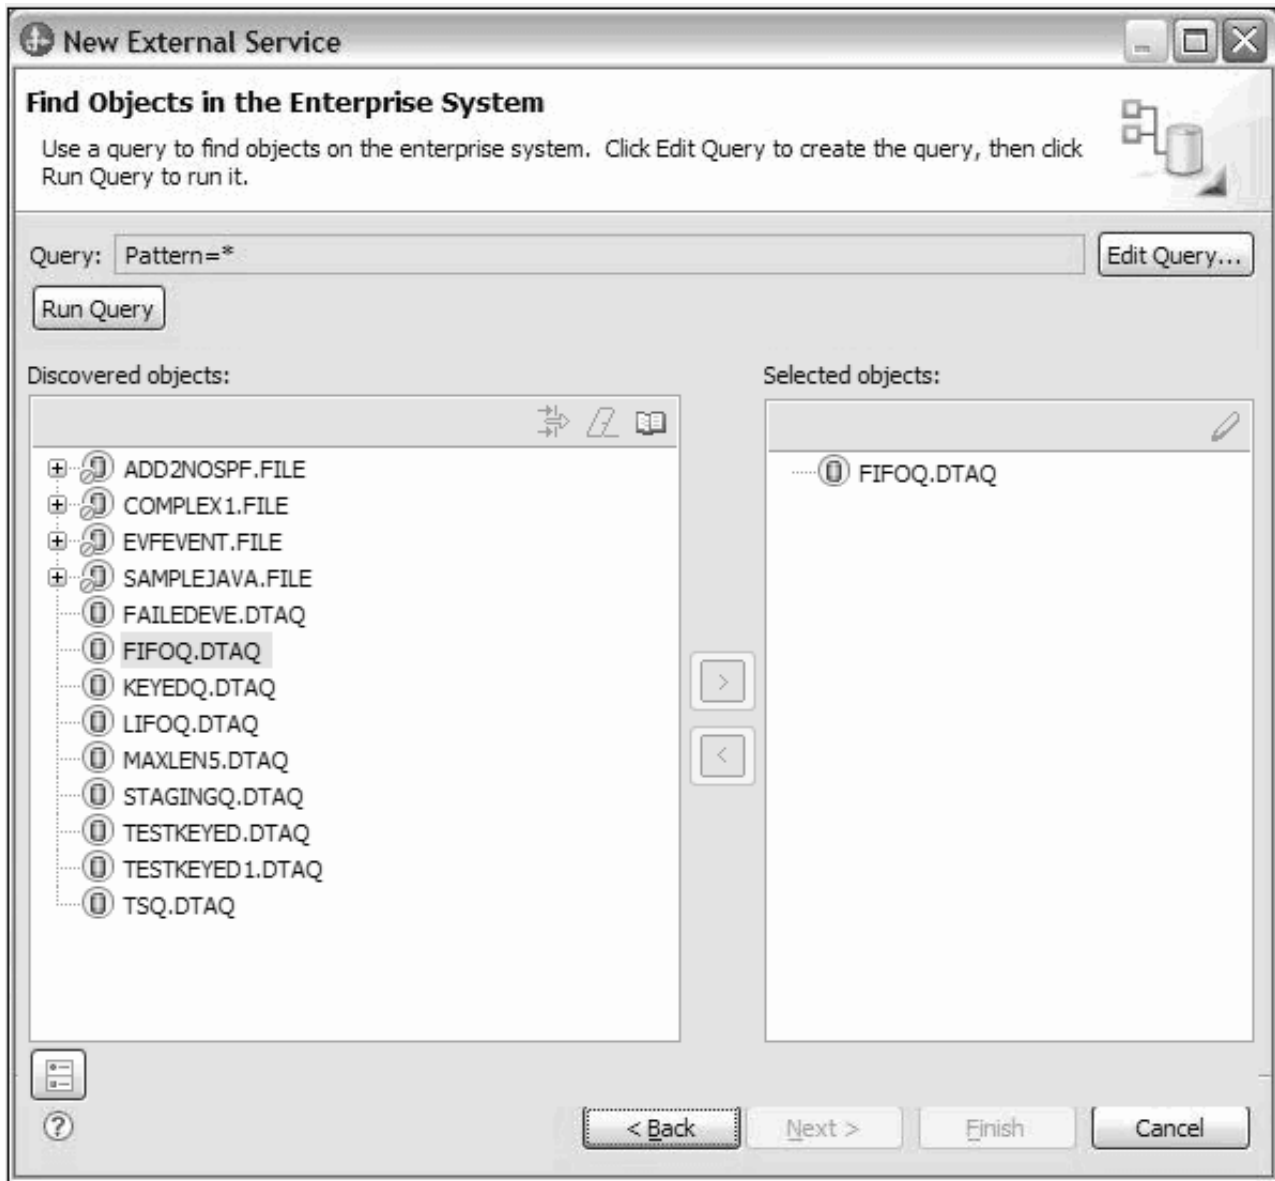 New External Service
Find Objects in the Enterprise System
Use a query to find objects on the enterprise system. Click Edit Query to create the query, then click
Run Query to run it.
Query: Pattern=* Edit Query...
Run Query
Discovered objects:
ADD2NOSPF.FILE
COMPLEX1.FILE
EVFEVENT.FILE
SAMPLEJAVA.FILE
FAILEDEVE.DTAQ
FIFOQ.DTAQ
KEYEDQ.DTAQ
LIFOQ.DTAQ
MAXLEN5.DTAQ
STAGINGQ.DTAQ
TESTKEYED.DTAQ
TESTKEYED1.DTAQ
TSQ.DTAQ
>
<
Selected objects:
FIFOQ.DTAQ
?
< Back Next > Finish Cancel